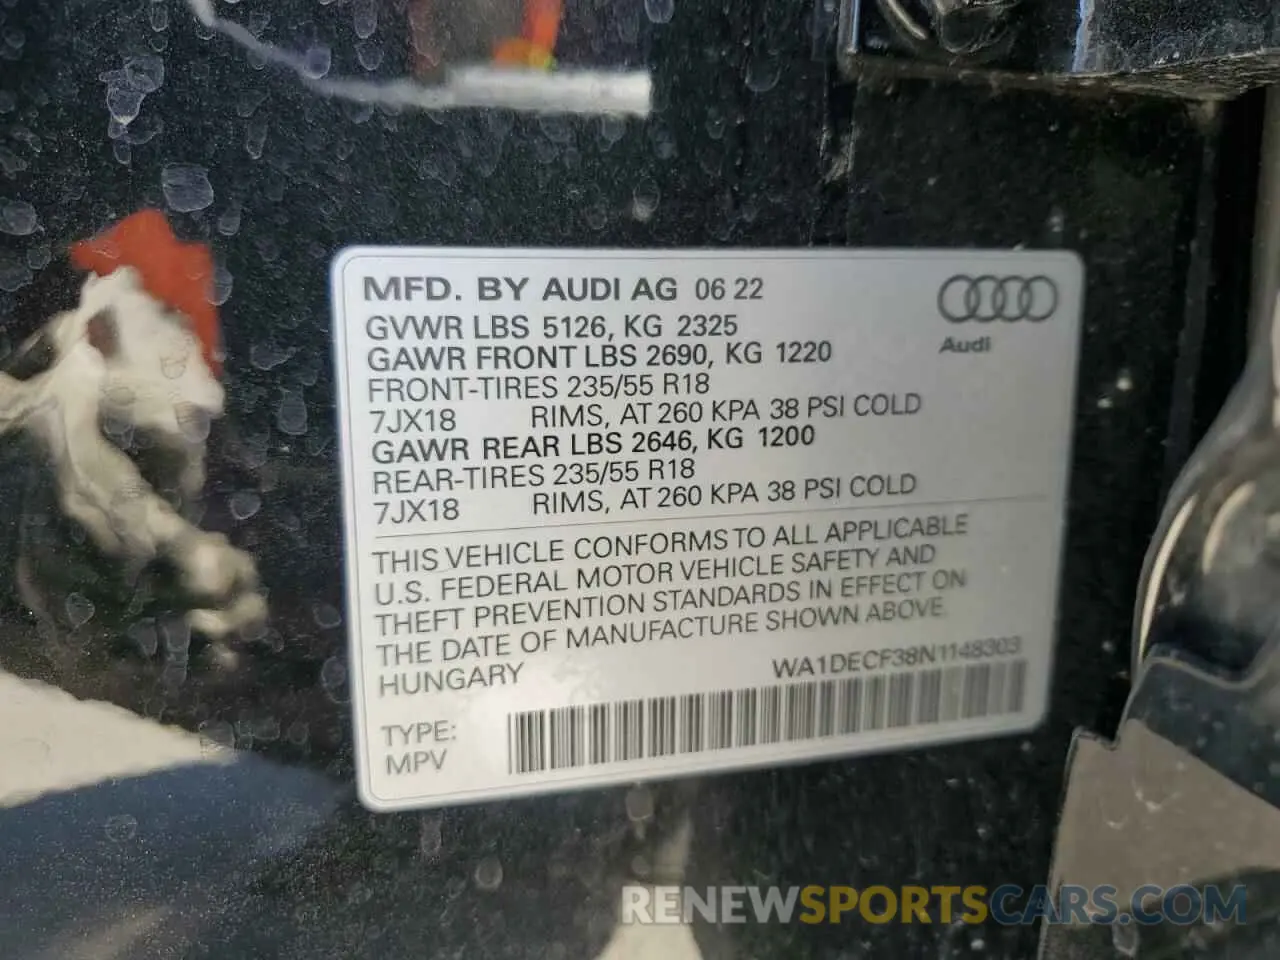 MFD. BY AUDI AG 06 22
GVWR LBS 5126, KG 2325
GAWR FRONT LBS 2690, KG 1220
FRONT-TIRES 235/55 R18
7JX18 RIMS, AT 260 KPA 38 PSI COLD
GAWR REAR LBS 2646, KG 1200
REAR-TIRES 235/55 R18
7JX18 RIMS, AT 260 KPA 38 PSI COLD
Audi
THIS VEHICLE CONFORMS TO ALL APPLICABLE
U.S. FEDERAL MOTOR VEHICLE SAFETY AND
THEFT PREVENTION STANDARDS IN EFFECT ON
THE DATE OF MANUFACTURE SHOWN ABOVE.
HUNGARY WA1DECF38N1148303
TYPE:
MPV
RENEWSPORTSCARS.COM